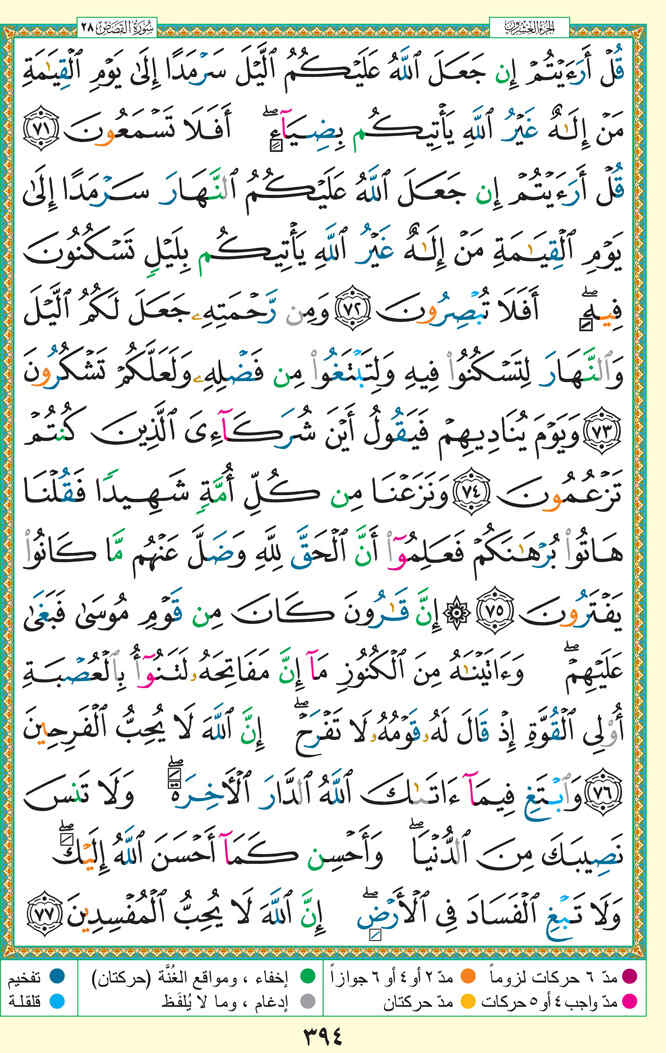 الجزء العشرون
سورة القصص ٢٨
قُلْ أَرَءَيْتُمْ إِن جَعَلَ ٱللَّهُ عَلَيْكُمُ ٱلَّيْلَ سَرْمَدًا إِلَىٰ يَوْمِ ٱلْقِيَٰمَةِ
مَنْ إِلَٰهٌ غَيْرُ ٱللَّهِ يَأْتِيكُم بِضِيَآءٍ ۖ أَفَلَا تَسْمَعُونَ ٧١
قُلْ أَرَءَيْتُمْ إِن جَعَلَ ٱللَّهُ عَلَيْكُمُ ٱلنَّهَارَ سَرْمَدًا إِلَىٰ
يَوْمِ ٱلْقِيَٰمَةِ مَنْ إِلَٰهٌ غَيْرُ ٱللَّهِ يَأْتِيكُم بِلَيْلٍ تَسْكُنُونَ
فِيهِ ۖ أَفَلَا تُبْصِرُونَ ٧٢ وَمِن رَّحْمَتِهِۦ جَعَلَ لَكُمُ ٱلَّيْلَ
وَٱلنَّهَارَ لِتَسْكُنُوا۟ فِيهِ وَلِتَبْتَغُوا۟ مِن فَضْلِهِۦ وَلَعَلَّكُمْ تَشْكُرُونَ
٧٣ وَيَوْمَ يُنَادِيهِمْ فَيَقُولُ أَيْنَ شُرَكَآءِىَ ٱلَّذِينَ كُنتُمْ
تَزْعُمُونَ ٧٤ وَنَزَعْنَا مِن كُلِّ أُمَّةٍ شَهِيدًا فَقُلْنَا
هَاتُوا۟ بُرْهَٰنَكُمْ فَعَلِمُوٓا۟ أَنَّ ٱلْحَقَّ لِلَّهِ وَضَلَّ عَنْهُم مَّا كَانُوا۟
يَفْتَرُونَ ٧٥ ۞ إِنَّ قَٰرُونَ كَانَ مِن قَوْمِ مُوسَىٰ فَبَغَىٰ
عَلَيْهِمْ ۖ وَءَاتَيْنَٰهُ مِنَ ٱلْكُنُوزِ مَآ إِنَّ مَفَاتِحَهُۥ لَتَنُوٓأُ بِٱلْعُصْبَةِ
أُو۟لِى ٱلْقُوَّةِ إِذْ قَالَ لَهُۥ قَوْمُهُۥ لَا تَفْرَحْ ۖ إِنَّ ٱللَّهَ لَا يُحِبُّ ٱلْفَرِحِينَ
٧٦ وَٱبْتَغِ فِيمَآ ءَاتَىٰكَ ٱللَّهُ ٱلدَّارَ ٱلْءَاخِرَةَ ۖ وَلَا تَنسَ
نَصِيبَكَ مِنَ ٱلدُّنْيَا ۖ وَأَحْسِن كَمَآ أَحْسَنَ ٱللَّهُ إِلَيْكَ ۖ
وَلَا تَبْغِ ٱلْفَسَادَ فِى ٱلْأَرْضِ ۖ إِنَّ ٱللَّهَ لَا يُحِبُّ ٱلْمُفْسِدِينَ ٧٧
مدّ ٦ حركات لزوماً مدّ ٢ أو ٤ أو ٦ جوازاً إخفاء ، ومواقع الغُنَّة (حركتان) تفخيم
مدّ واجب ٤ أو ٥ حركات مدّ حركتان إدغام ، وما لا يُلفَظ قلقلة
٣٩٤